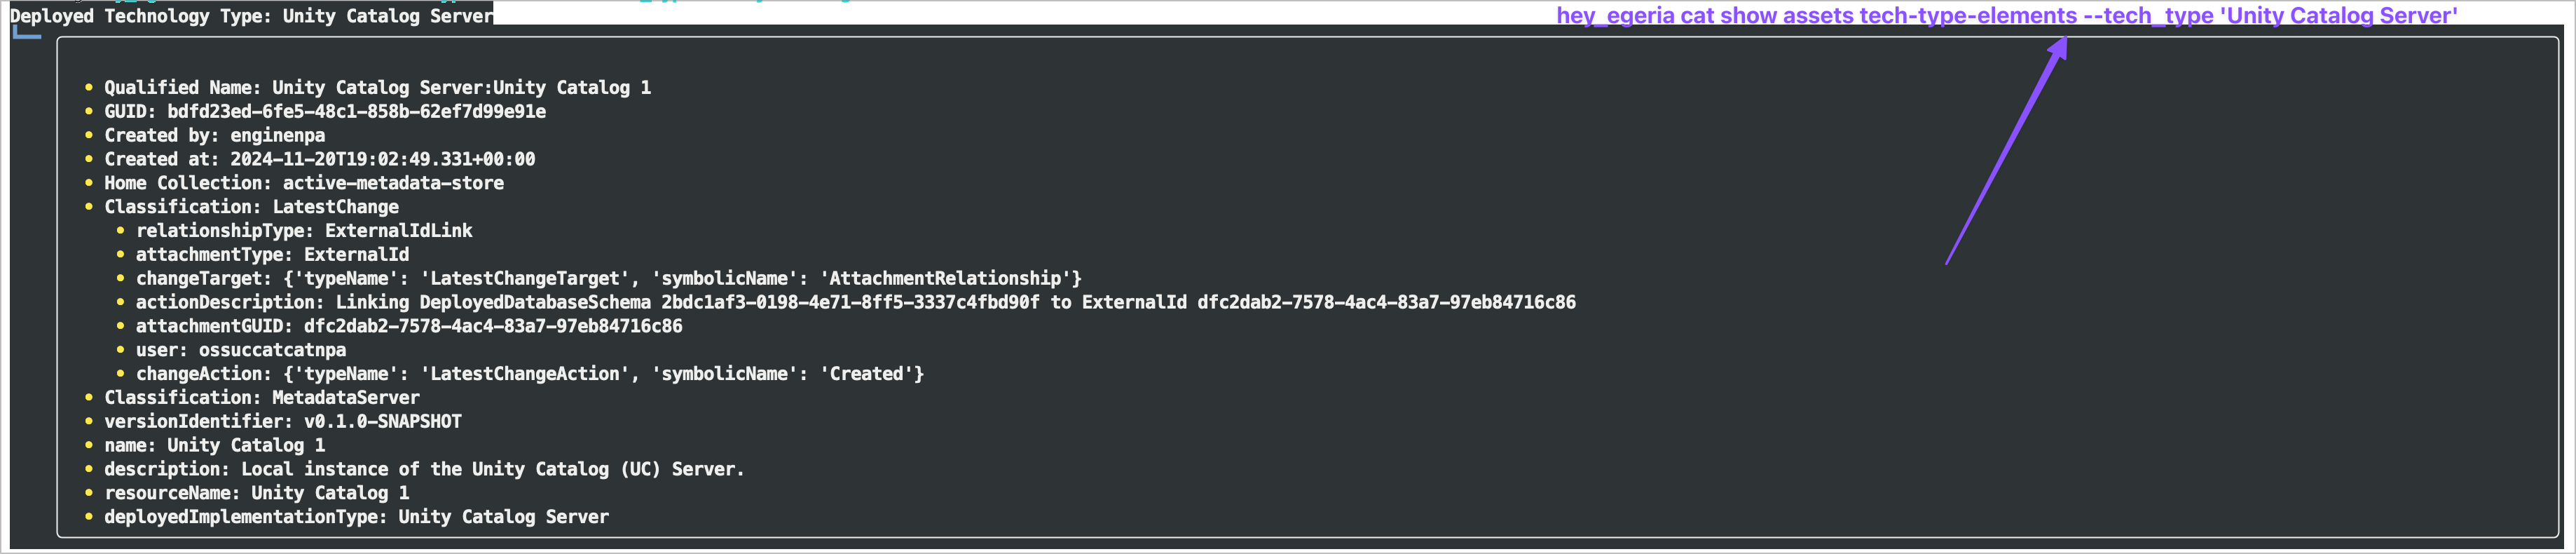 Deployed Technology Type: Unity Catalog Server
hey_egeria cat show assets tech-type-elements --tech_type 'Unity Catalog Server'
• Qualified Name: Unity Catalog Server:Unity Catalog 1
• GUID: bdfd23ed-6fe5-48c1-858b-62ef7d99e91e
• Created by: enginenpa
• Created at: 2024-11-20T19:02:49.331+00:00
• Home Collection: active-metadata-store
• Classification: LatestChange
• relationshipType: ExternalIdLink
• attachmentType: ExternalId
• changeTarget: {'typeName': 'LatestChangeTarget', 'symbolicName': 'AttachmentRelationship'}
• actionDescription: Linking DeployedDatabaseSchema 2bdc1af3-0198-4e71-8ff5-3337c4fbd90f to ExternalId dfc2dab2-7578-4ac4-83a7-97eb84716c86
• attachmentGUID: dfc2dab2-7578-4ac4-83a7-97eb84716c86
• user: ossuccatcatnpa
• changeAction: {'typeName': 'LatestChangeAction', 'symbolicName': 'Created'}
• Classification: MetadataServer
• versionIdentifier: v0.1.0-SNAPSHOT
• name: Unity Catalog 1
• description: Local instance of the Unity Catalog (UC) Server.
• resourceName: Unity Catalog 1
• deployedImplementationType: Unity Catalog Server